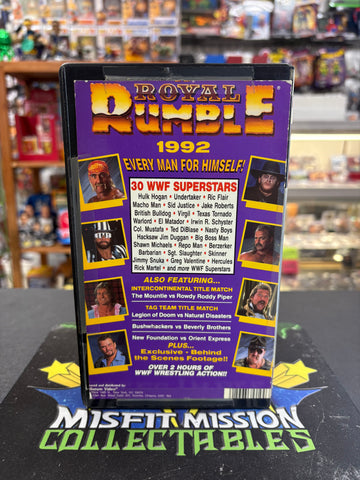 ROYAL
RUMBLE
1992
EVERY MAN FOR HIMSELF!
30 WWF SUPERSTARS
Hulk Hogan • Undertaker • Ric Flair
Macho Man • Sid Justice • Jake Roberts
British Bulldog • Virgil • Texas Tornado
Warlord • El Matador • Irwin R. Schyster
Col. Mustafa • Ted DiBiase • Nasty Boys
Hacksaw Jim Duggan • Big Boss Man
Shawn Michaels • Repo Man • Berzerker
Barbarian • Sgt. Slaughter • Skinner
Jimmy Snuka • Greg Valentine • Hercules
Rick Martel • and more WWF Superstars
ALSO FEATURING...
INTERCONTINENTAL TITLE MATCH
The Mountie vs Rowdy Roddy Piper
TAG TEAM TITLE MATCH
Legion of Doom vs Natural Disasters
Bushwhackers vs Beverly Brothers
New Foundation vs Orient Express
PLUS...
Exclusive - Behind
the Scenes Footage!!
OVER 2 HOURS OF
WWF WRESTLING ACTION!!
and distributed by:
MISFIT MISSION
COLLECTABLES